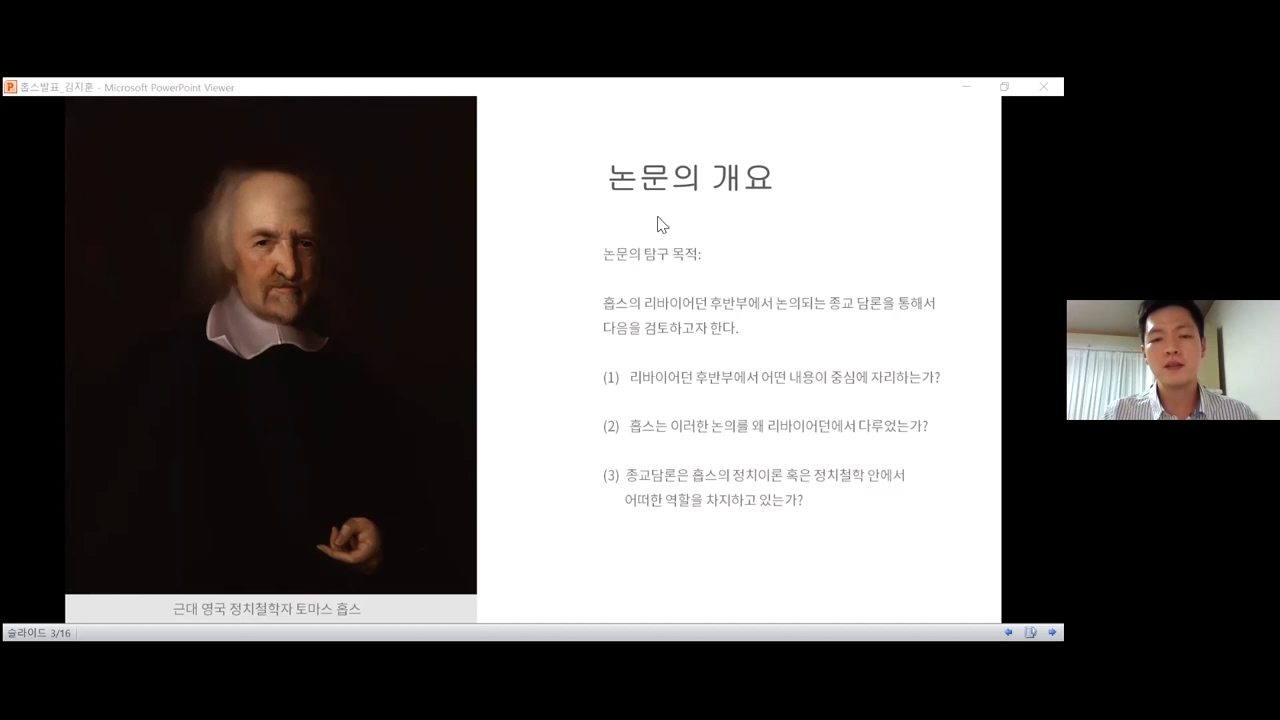 홉스발표_김지훈 - Microsoft PowerPoint Viewer
논문의 개요
논문의 탐구 목적:
홉스의 리바이어던 후반부에서 논의되는 종교 담론을 통해서
다음을 검토하고자 한다.
(1) 리바이어던 후반부에서 어떤 내용이 중심에 자리하는가?
(2) 홉스는 이러한 논의를 왜 리바이어던에서 다루었는가?
(3) 종교담론은 홉스의 정치이론 혹은 정치철학 안에서
어떠한 역할을 차지하고 있는가?
근대 영국 정치철학자 토마스 홉스
슬라이드 3/16